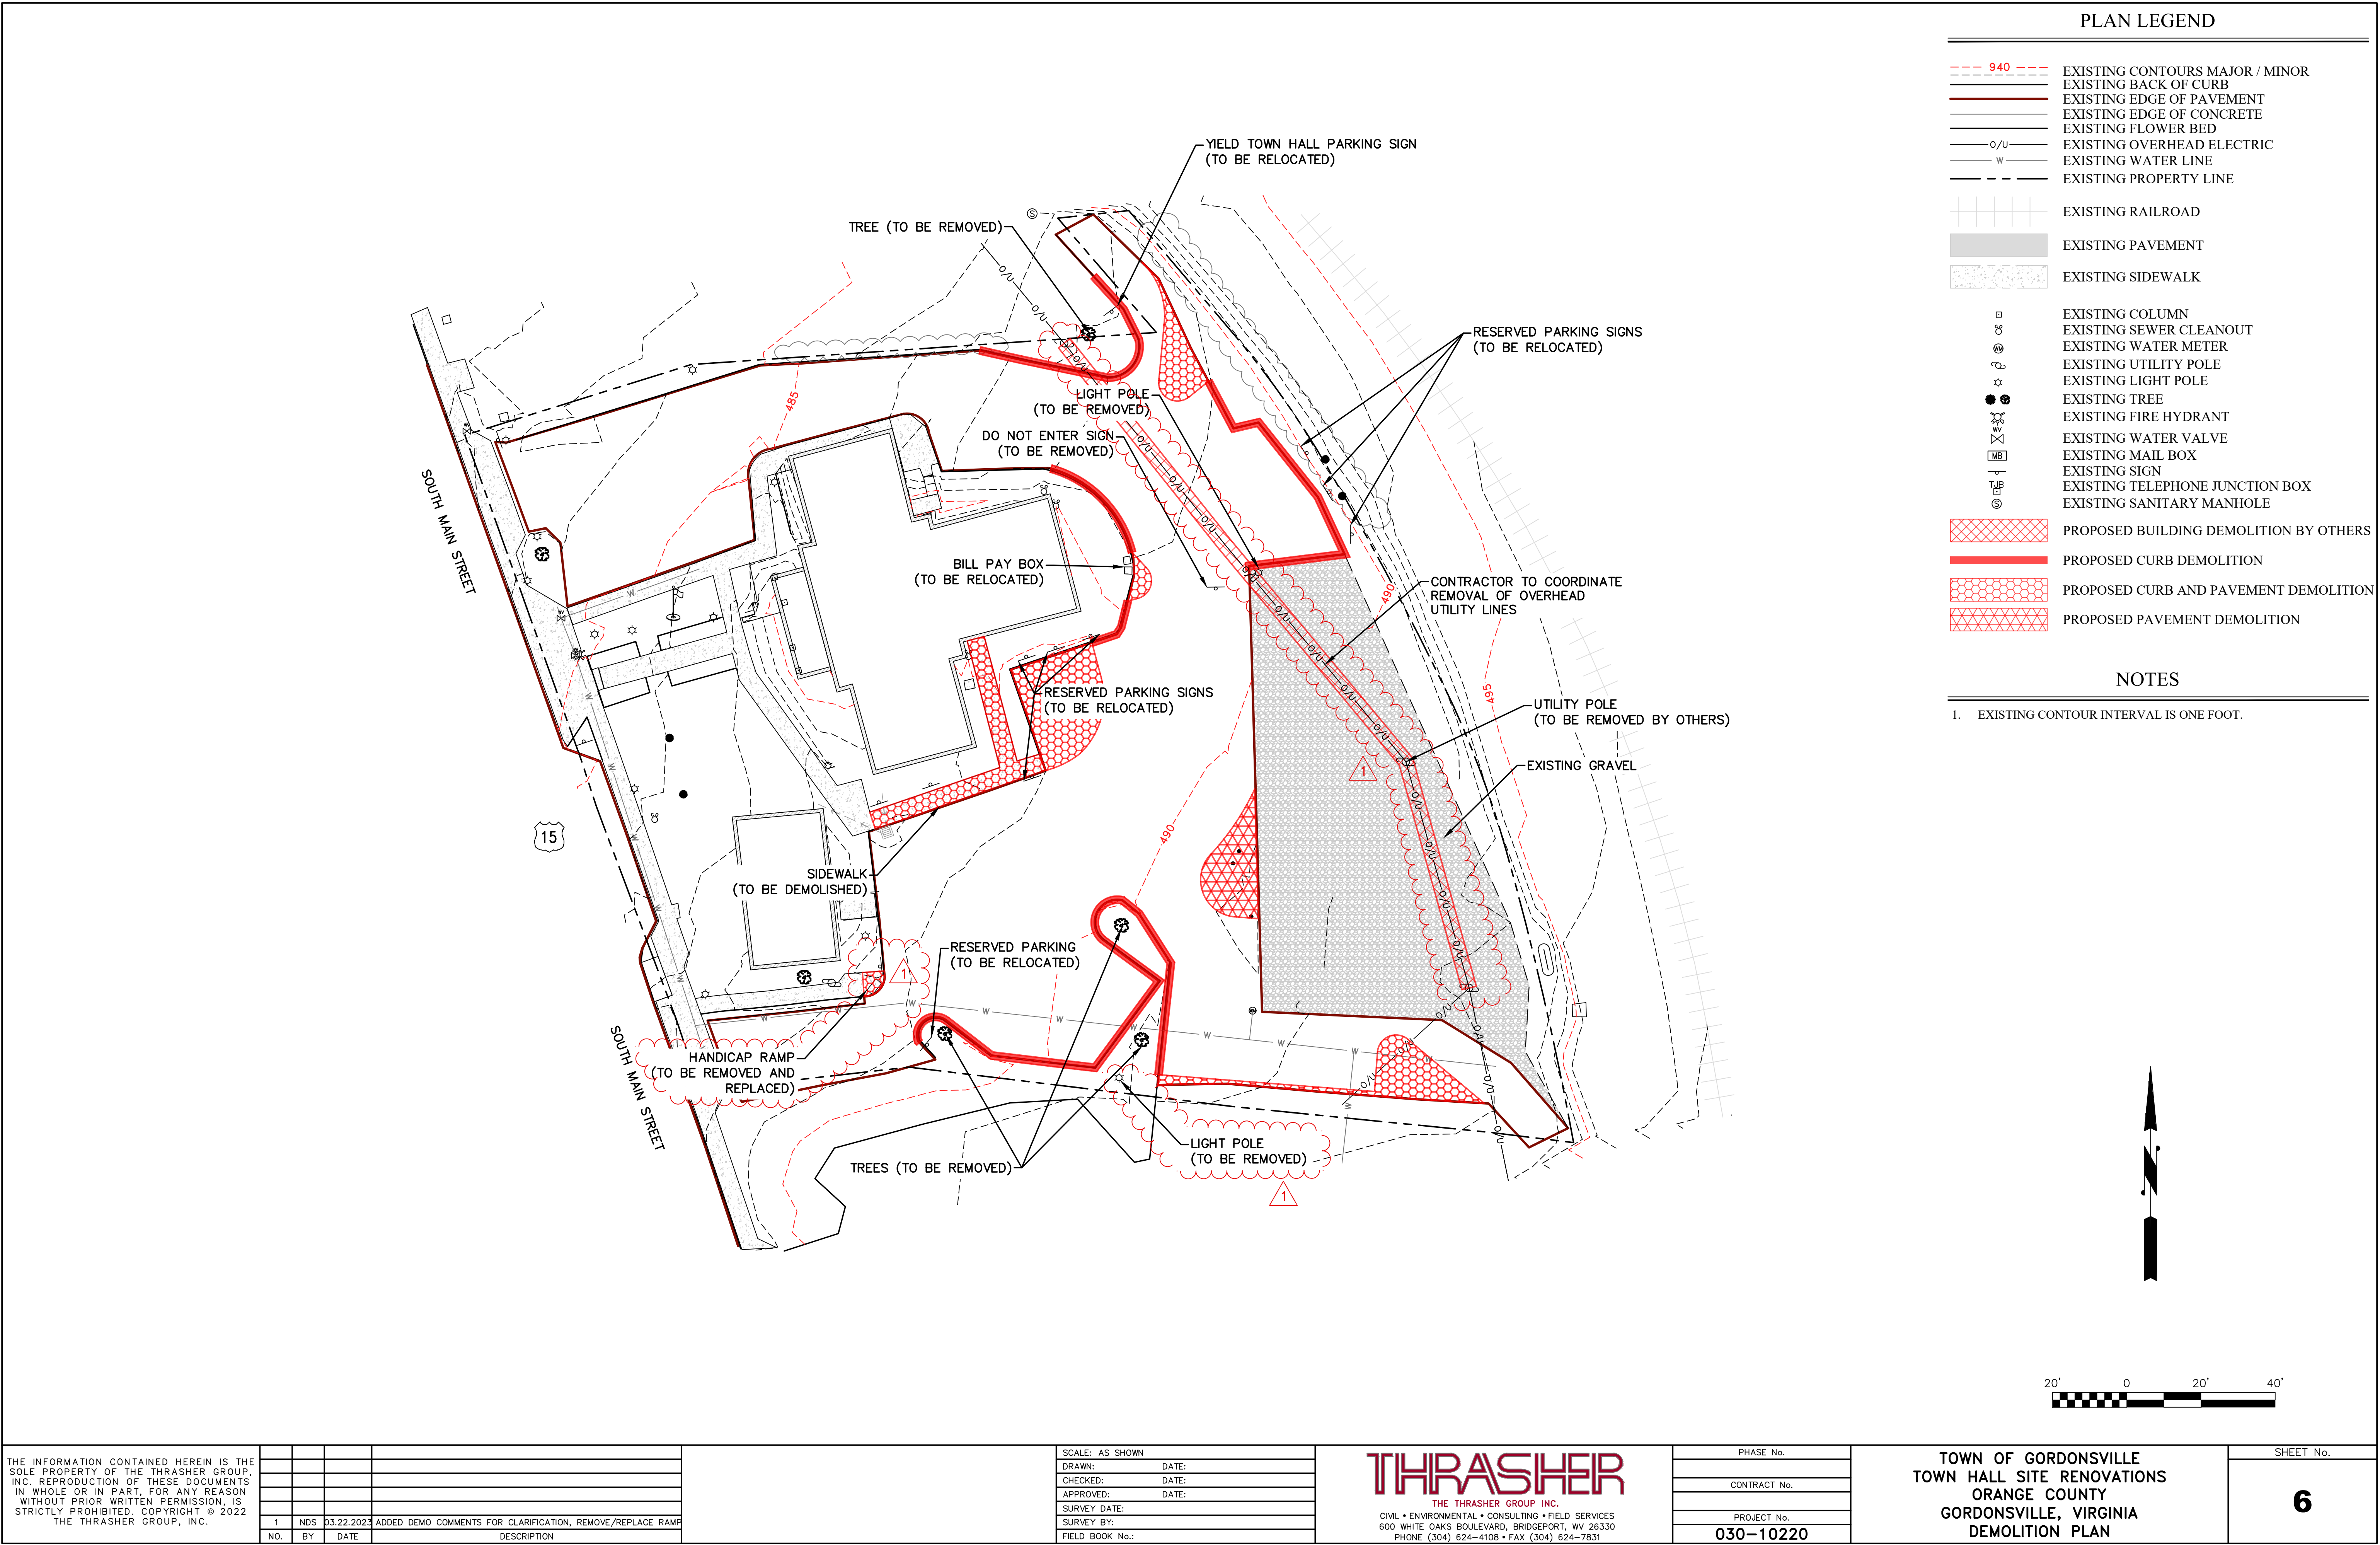 PLAN LEGEND
940
EXISTING CONTOURS MAJOR / MINOR
EXISTING BACK OF CURB
EXISTING EDGE OF PAVEMENT
EXISTING EDGE OF CONCRETE
EXISTING FLOWER BED
O/U
EXISTING OVERHEAD ELECTRIC
W
EXISTING WATER LINE
EXISTING PROPERTY LINE
EXISTING RAILROAD
EXISTING PAVEMENT
EXISTING SIDEWALK
EXISTING COLUMN
EXISTING SEWER CLEANOUT
WM
EXISTING WATER METER
EXISTING UTILITY POLE
EXISTING LIGHT POLE
EXISTING TREE
EXISTING FIRE HYDRANT
WV
EXISTING WATER VALVE
MB
EXISTING MAIL BOX
EXISTING SIGN
TJB
EXISTING TELEPHONE JUNCTION BOX
S
EXISTING SANITARY MANHOLE
PROPOSED BUILDING DEMOLITION BY OTHERS
PROPOSED CURB DEMOLITION
PROPOSED CURB AND PAVEMENT DEMOLITION
PROPOSED PAVEMENT DEMOLITION
NOTES
1. EXISTING CONTOUR INTERVAL IS ONE FOOT.
YIELD TOWN HALL PARKING SIGN
(TO BE RELOCATED)
S
TREE (TO BE REMOVED)
RESERVED PARKING SIGNS
(TO BE RELOCATED)
485
LIGHT POLE
(TO BE REMOVED)
DO NOT ENTER SIGN
(TO BE REMOVED)
SOUTH MAIN STREET
BILL PAY BOX
(TO BE RELOCATED)
CONTRACTOR TO COORDINATE
REMOVAL OF OVERHEAD
UTILITY LINES
490
495
RESERVED PARKING SIGNS
(TO BE RELOCATED)
UTILITY POLE
(TO BE REMOVED BY OTHERS)
1
EXISTING GRAVEL
15
490
SIDEWALK
(TO BE DEMOLISHED)
RESERVED PARKING
(TO BE RELOCATED)
1
SOUTH MAIN STREET
HANDICAP RAMP
(TO BE REMOVED AND
REPLACED)
LIGHT POLE
(TO BE REMOVED)
TREES (TO BE REMOVED)
1
20' 0 20' 40'
THE INFORMATION CONTAINED HEREIN IS THE
SOLE PROPERTY OF THE THRASHER GROUP,
INC. REPRODUCTION OF THESE DOCUMENTS
IN WHOLE OR IN PART, FOR ANY REASON
WITHOUT PRIOR WRITTEN PERMISSION, IS
STRICTLY PROHIBITED. COPYRIGHT © 2022
THE THRASHER GROUP, INC.
1 NDS 03.22.2023 ADDED DEMO COMMENTS FOR CLARIFICATION, REMOVE/REPLACE RAMP
NO. BY DATE DESCRIPTION
SCALE: AS SHOWN
DRAWN: DATE:
CHECKED: DATE:
APPROVED: DATE:
SURVEY DATE:
SURVEY BY:
FIELD BOOK No.:
THRASHER
THE THRASHER GROUP INC.
CIVIL • ENVIRONMENTAL • CONSULTING • FIELD SERVICES
600 WHITE OAKS BOULEVARD, BRIDGEPORT, WV 26330
PHONE (304) 624-4108 • FAX (304) 624-7831
PHASE No.
CONTRACT No.
PROJECT No.
030-10220
TOWN OF GORDONSVILLE
TOWN HALL SITE RENOVATIONS
ORANGE COUNTY
GORDONSVILLE, VIRGINIA
DEMOLITION PLAN
SHEET No.
6